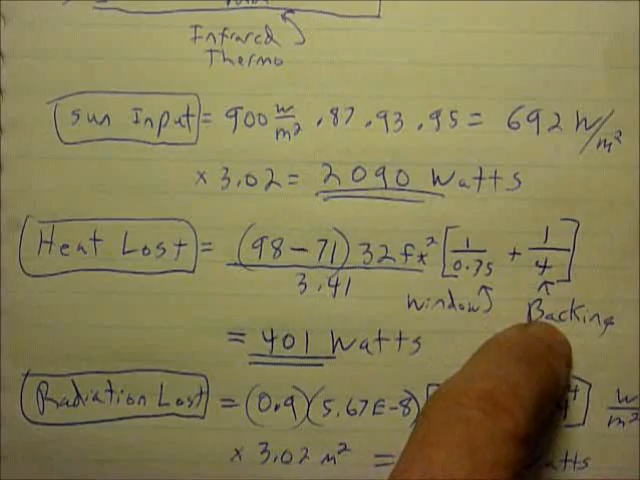 Infrared
Thermo
Sun Input = 900 W/m² . .87 . .93 . .95 = 692 W/m²
x 3.02 = 2090 Watts
Heat Lost = (98 - 71) 32 ft² / 3.41 [1/0.75 + 1/4]
window Backing
= 401 Watts
Radiation Lost = (0.9)(5.67E-8) [ ] W/m²
x 3.02 m² =